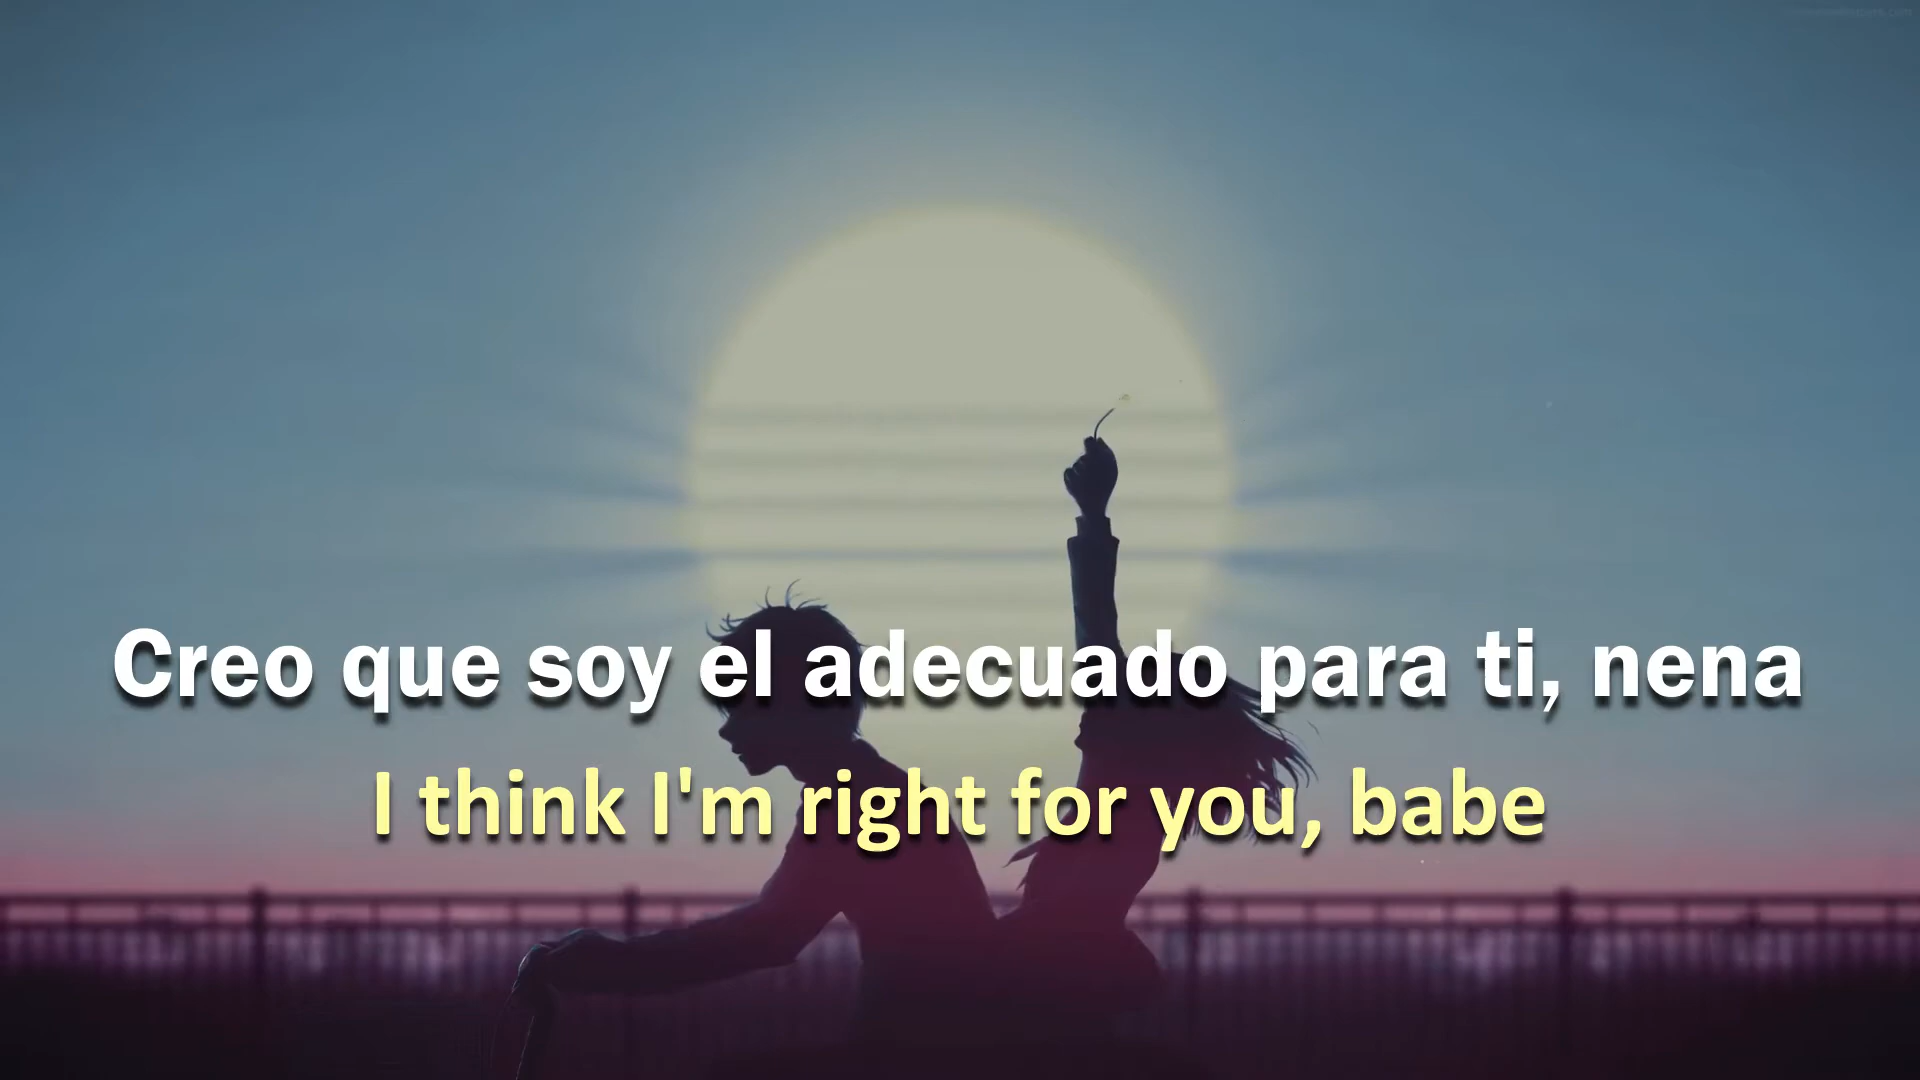 Creo que soy el adecuado para ti, nena
I think I'm right for you, babe